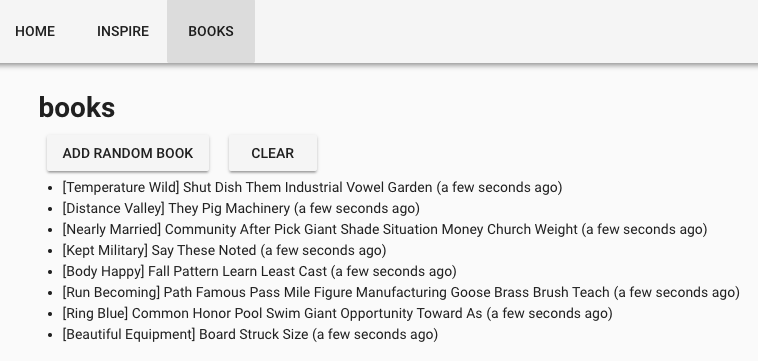 HOME INSPIRE BOOKS
books
ADD RANDOM BOOK CLEAR
• [Temperature Wild] Shut Dish Them Industrial Vowel Garden (a few seconds ago)
• [Distance Valley] They Pig Machinery (a few seconds ago)
• [Nearly Married] Community After Pick Giant Shade Situation Money Church Weight (a few seconds ago)
• [Kept Military] Say These Noted (a few seconds ago)
• [Body Happy] Fall Pattern Learn Least Cast (a few seconds ago)
• [Run Becoming] Path Famous Pass Mile Figure Manufacturing Goose Brass Brush Teach (a few seconds ago)
• [Ring Blue] Common Honor Pool Swim Giant Opportunity Toward As (a few seconds ago)
• [Beautiful Equipment] Board Struck Size (a few seconds ago)